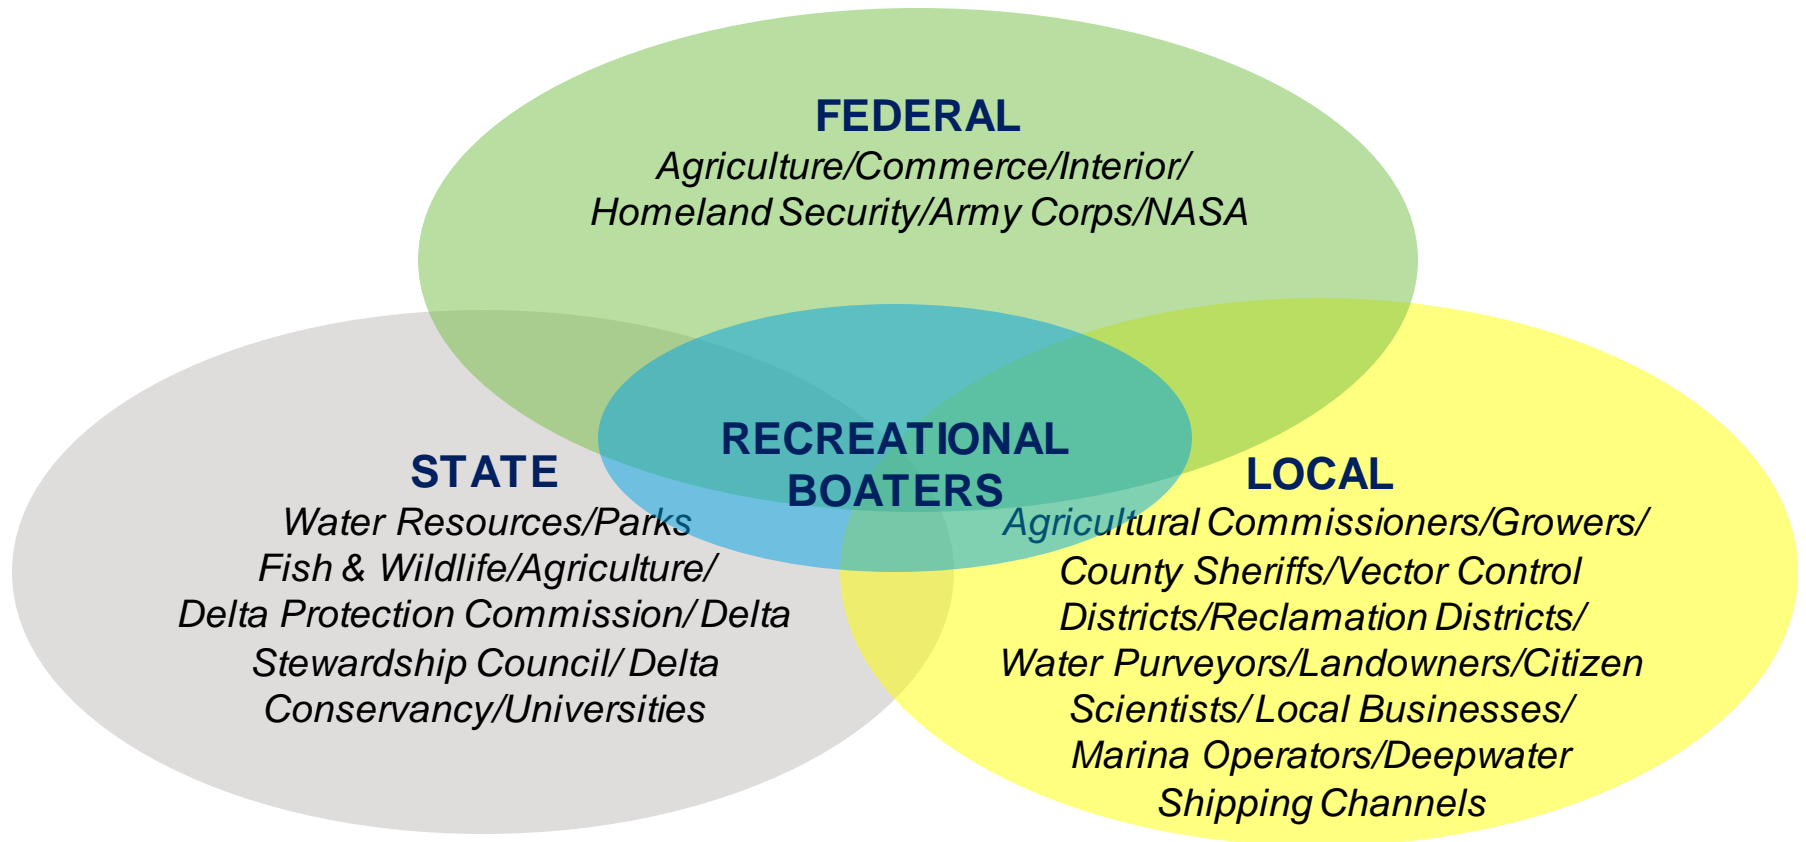 FEDERAL
Agriculture/Commerce/Interior/
Homeland Security/Army Corps/NASA
RECREATIONAL
BOATERS
STATE
Water Resources/Parks
Fish & Wildlife/Agriculture/
Delta Protection Commission/ Delta
Stewardship Council/ Delta
Conservancy/Universities
LOCAL
Agricultural Commissioners/Growers/
County Sheriffs/Vector Control
Districts/Reclamation Districts/
Water Purveyors/Landowners/Citizen
Scientists/ Local Businesses/
Marina Operators/Deepwater
Shipping Channels